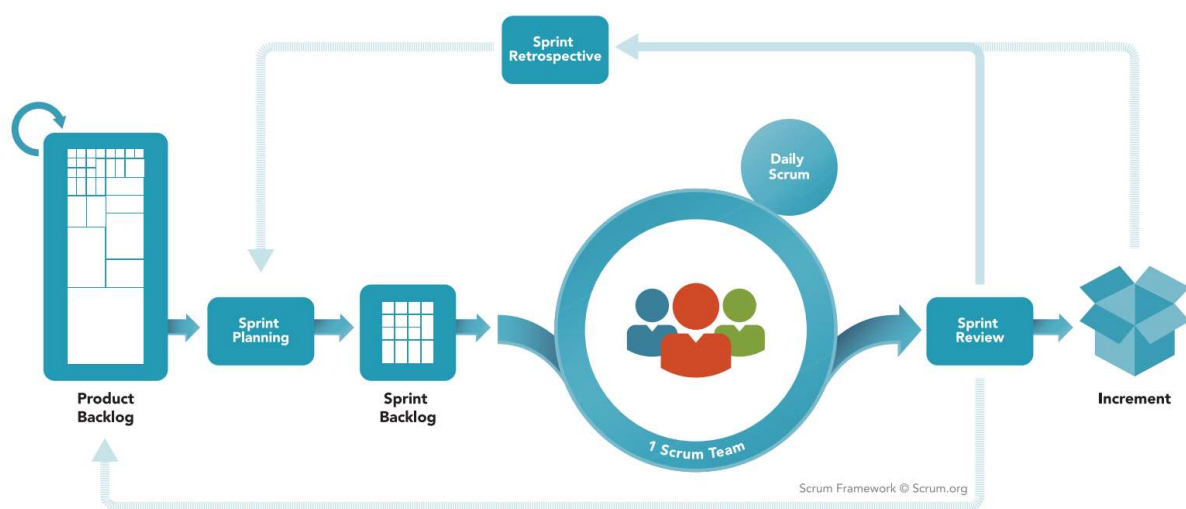 Sprint
Retrospective
Daily
Scrum
Sprint
Planning
Sprint
Review
Product
Backlog
Sprint
Backlog
Increment
1 Scrum Team
Scrum Framework © Scrum.org